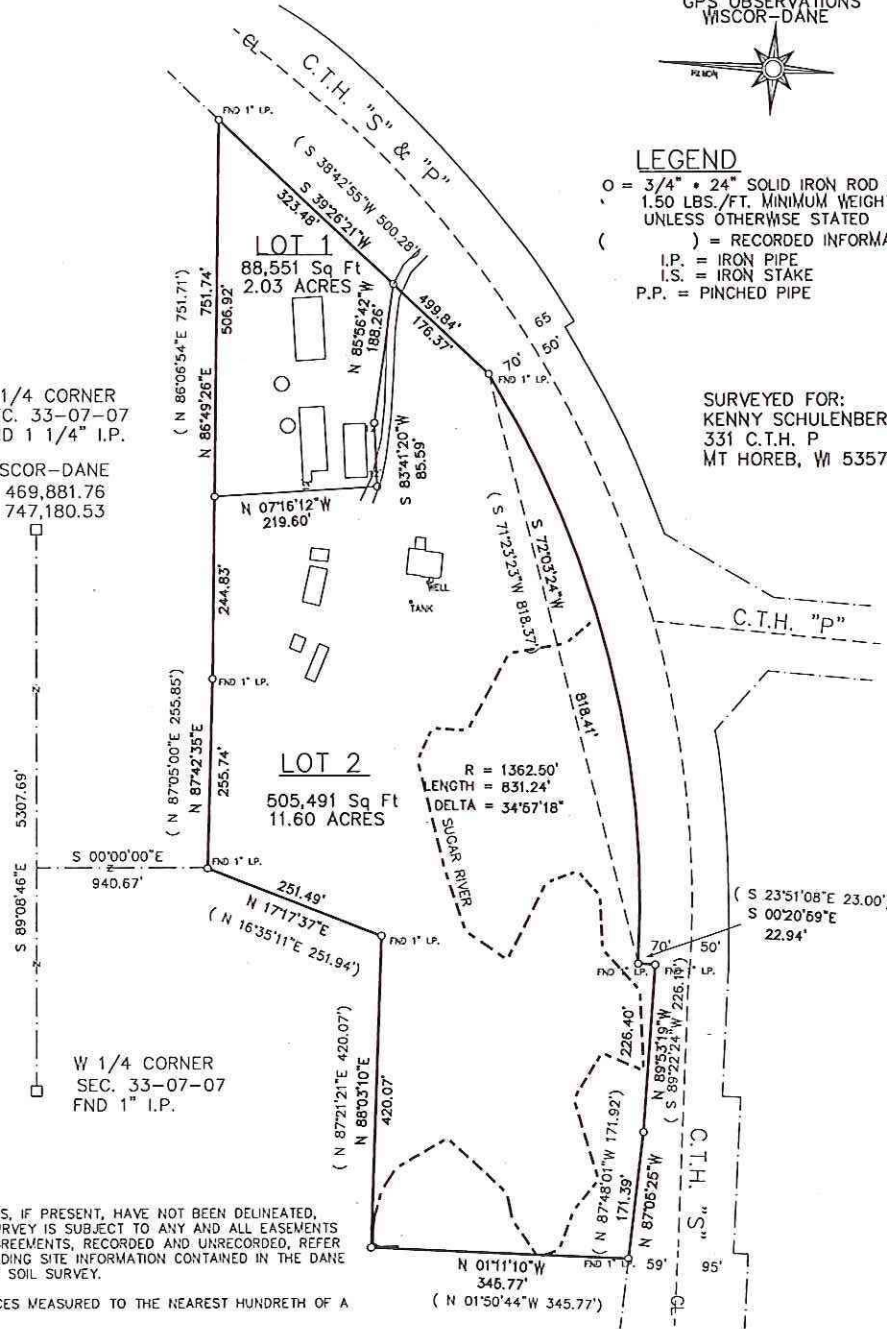 GPS OBSERVATIONS
WISCOR-DANE
LEGEND
O = 3/4" • 24" SOLID IRON ROD
1.50 LBS./FT. MINIMUM WEIGH
UNLESS OTHERWISE STATED
( ) = RECORDED INFORMA
I.P. = IRON PIPE
I.S. = IRON STAKE
P.P. = PINCHED PIPE
SURVEYED FOR:
KENNY SCHULENBER
331 C.T.H. P
MT HOREB, WI 5357
CL
C.T.H. "S" & "P"
FND 1" I.P.
( S 38°42'55"W 500.28')
S 39°26'21"W
323.48'
LOT 1
88,551 Sq Ft
2.03 ACRES
( N 86°06'54"E 751.71')
751.74'
N 86°49'26"E
506.92'
N 85°56'42"W
188.26'
499.84'
176.37'
70'
50'
65
FND 1" I.P.
S 83°41'20"W
85.59'
N 07°16'12"W
219.60'
1/4 CORNER
C. 33-07-07
D 1 1/4" I.P.
SCOR-DANE
469,881.76
747,180.53
244.83'
WELL
TANK
S 72°03'24"W
( S 71°23'23"W 818.37')
818.41'
C.T.H. "P"
FND 1" I.P.
( N 87°05'00"E 255.85')
N 87°42'35"E
255.74'
LOT 2
505,491 Sq Ft
11.60 ACRES
R = 1362.50'
LENGTH = 831.24'
DELTA = 34°57'18"
SUGAR RIVER
S 89°08'46"E 5307.69'
S 00°00'00"E
940.67'
FND 1" I.P.
251.49'
N 17°17'37"E
( N 16°35'11"E 251.94')
FND 1" I.P.
( S 23°51'08"E 23.00'
S 00°20'59"E
22.94'
70'
50'
FND 1" I.P.
FND 1" I.P.
226.40'
N 89°53'19"W
( S 89°22'24"W 226.1
W 1/4 CORNER
SEC. 33-07-07
FND 1" I.P.
( N 87°21'21"E 420.07')
N 88°03'10"E
420.07'
( N 87°48'01"W 171.92')
171.39'
N 87°05'25"W
C.T.H. "S"
S, IF PRESENT, HAVE NOT BEEN DELINEATED,
URVEY IS SUBJECT TO ANY AND ALL EASEMENTS
REEMENTS, RECORDED AND UNRECORDED, REFER
DING SITE INFORMATION CONTAINED IN THE DANE
SOIL SURVEY.
CES MEASURED TO THE NEAREST HUNDRETH OF A
N 01°11'10"W
345.77'
( N 01°50'44"W 345.77')
FND 1" I.P.
59'
95'
CL